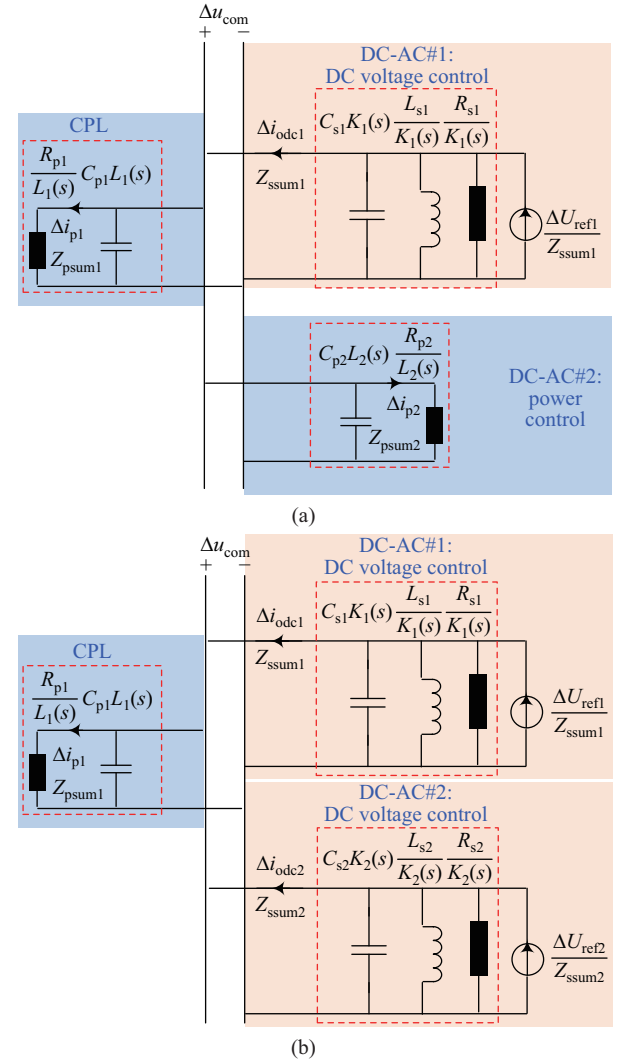 Δu_com
+ −
DC-AC#1:
DC voltage control
CPL
Δi_odc1
C_s1K_1(s) L_s1/K_1(s) R_s1/K_1(s)
Z_ssum1
R_p1/L_1(s) C_p1L_1(s)
Δi_p1
Z_psum1
ΔU_ref1/Z_ssum1
C_p2L_2(s) R_p2/L_2(s)
Δi_p2
Z_psum2
DC-AC#2:
power
control
(a)
Δu_com
+ −
DC-AC#1:
DC voltage control
Δi_odc1
C_s1K_1(s) L_s1/K_1(s) R_s1/K_1(s)
Z_ssum1
CPL
R_p1/L_1(s) C_p1L_1(s)
Δi_p1
Z_psum1
ΔU_ref1/Z_ssum1
DC-AC#2:
DC voltage control
Δi_odc2
C_s2K_2(s) L_s2/K_2(s) R_s2/K_2(s)
Z_ssum2
ΔU_ref2/Z_ssum2
(b)